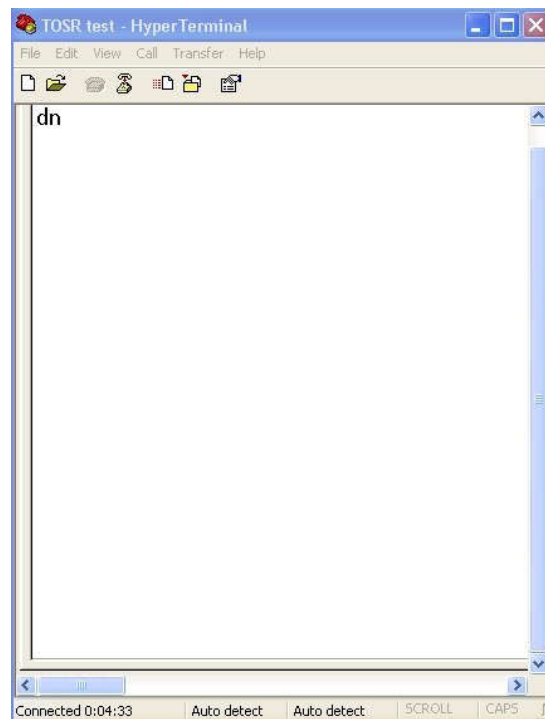 TOSR test - HyperTerminal
File Edit View Call Transfer Help
dn
Connected 0:04:33 Auto detect Auto detect SCROLL CAPS